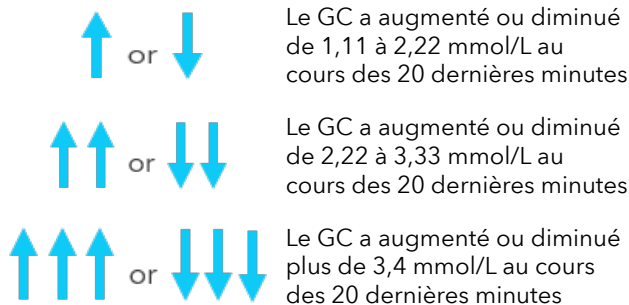 or
Le GC a augmenté ou diminué
de 1,11 à 2,22 mmol/L au
cours des 20 dernières minutes
or
Le GC a augmenté ou diminué
de 2,22 à 3,33 mmol/L au
cours des 20 dernières minutes
or
Le GC a augmenté ou diminué
plus de 3,4 mmol/L au cours
des 20 dernières minutes